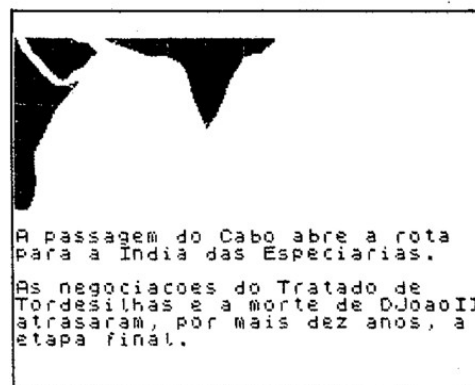 A passagem do Cabo abre a rota
para a Índia das Especiarias.
As negociacoes do Tratado de
Tordesilhas e a morte de DJoaoII
atrasaram, por mais dez anos, a
etapa final.